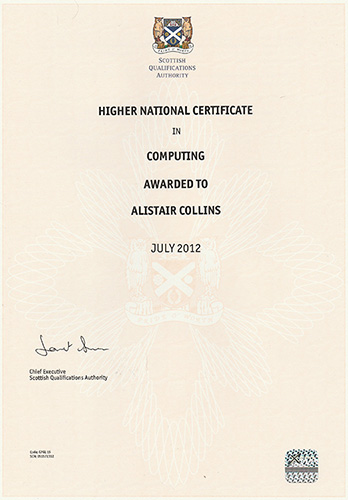 SCOTTISH
QUALIFICATIONS
AUTHORITY
HIGHER NATIONAL CERTIFICATE
IN
COMPUTING
AWARDED TO
ALISTAIR COLLINS
JULY 2012
Chief Executive
Scottish Qualifications Authority